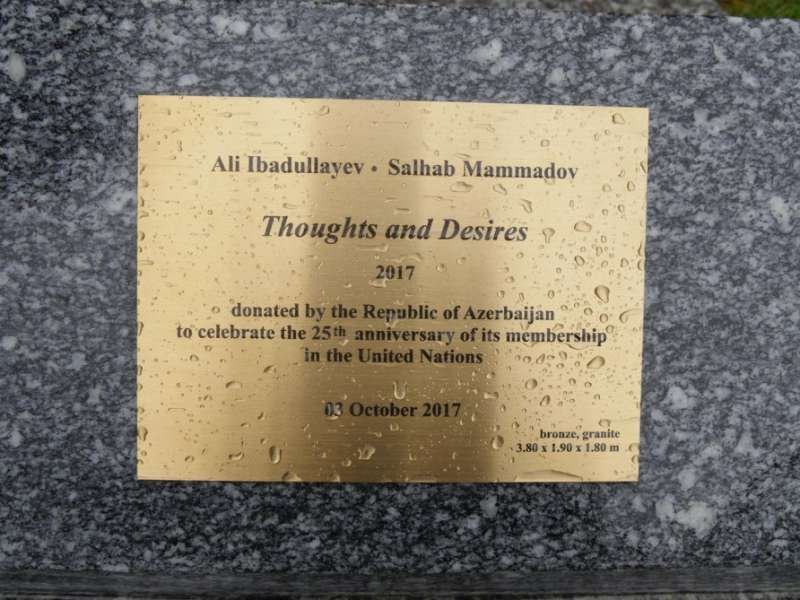 Ali Ibadullayev • Salhab Mammadov
Thoughts and Desires
2017
donated by the Republic of Azerbaijan
to celebrate the 25th anniversary of its membership
in the United Nations
03 October 2017
bronze, granite
3.80 x 1.90 x 1.80 m